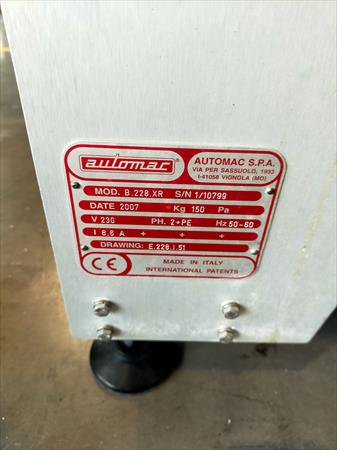 automac
AUTOMAC S.P.A.
VIA PER SASSUOLO, 1933
I-41058 VIGNOLA (MO)
MOD. B.228.XR S/N 1/10799
DATE 2007 Kg 150 Pa
V 230 PH. 2+PE Hz 50-60
I 8,6 A + + + +
DRAWING: E.228.1.51
CE
MADE IN ITALY
INTERNATIONAL PATENTS